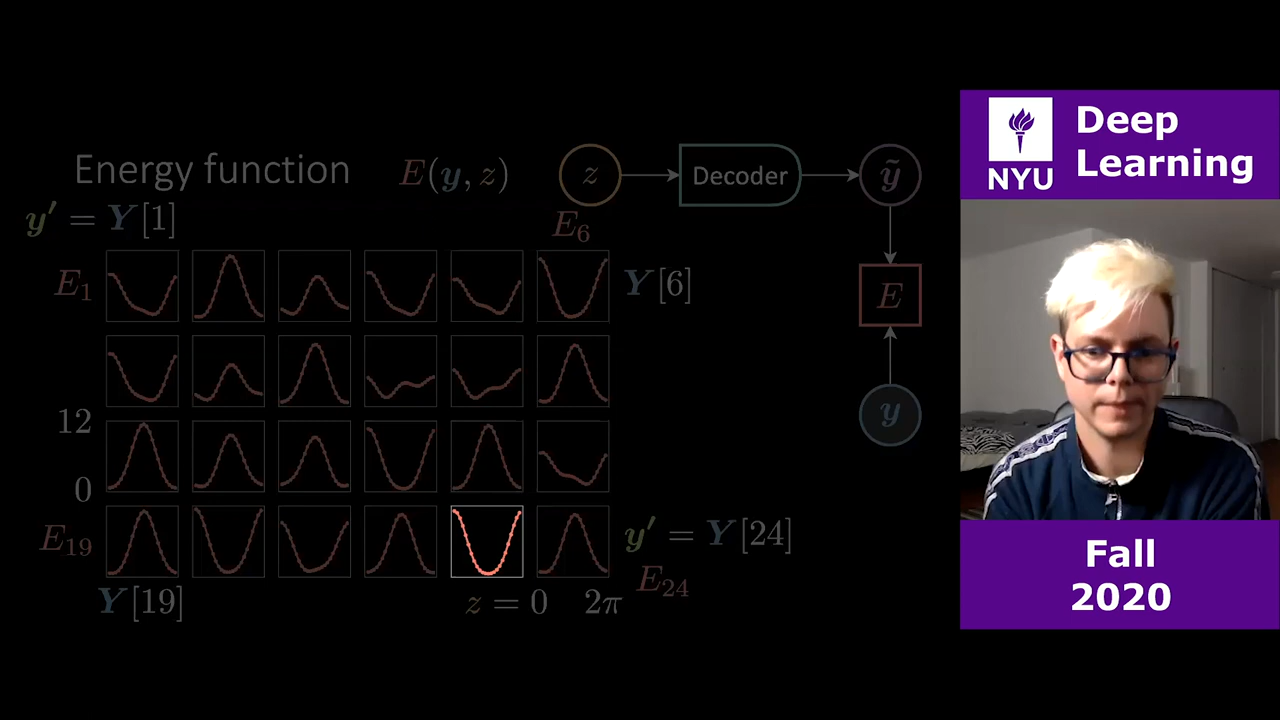 Energy function E(y, z) z Decoder ỹ
y′ = Y[1] E₆
E₁ Y[6] E
12 y
0
E₁₉ y′ = Y[24]
E₂₄
Y[19] z = 0 2π
NYU
Deep
Learning
Fall
2020